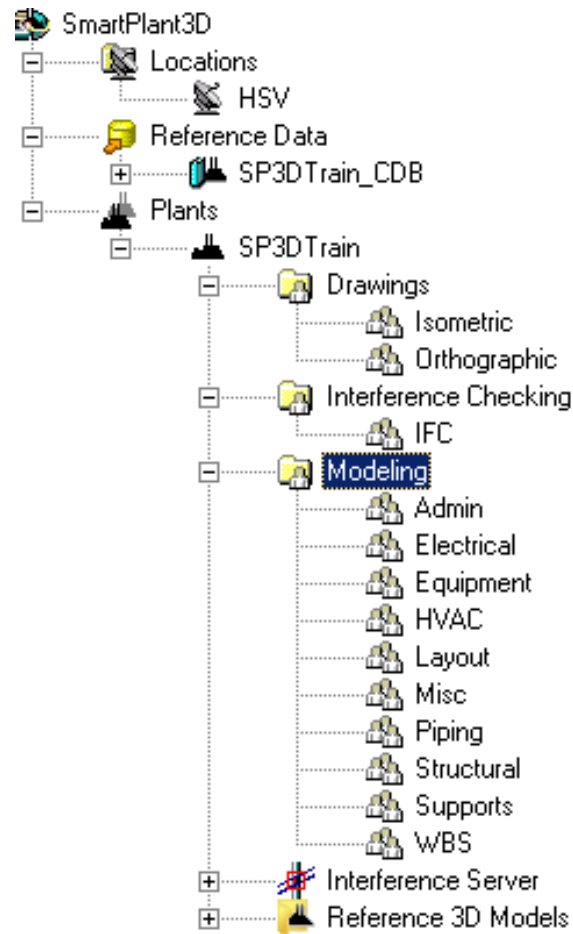 SmartPlant3D
Locations
HSV
Reference Data
SP3DTrain_CDB
Plants
SP3DTrain
Drawings
Isometric
Orthographic
Interference Checking
IFC
Modeling
Admin
Electrical
Equipment
HVAC
Layout
Misc
Piping
Structural
Supports
WBS
Interference Server
Reference 3D Models